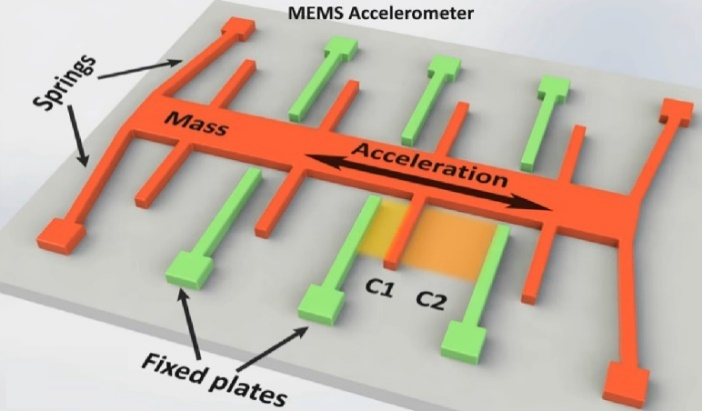 MEMS Accelerometer
Springs
Mass
Acceleration
C1 C2
Fixed plates